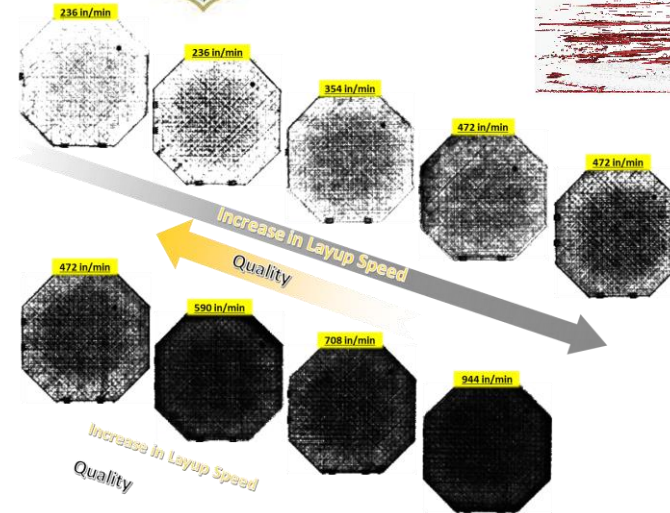 236 in/min
236 in/min
354 in/min
472 in/min
472 in/min
Increase in Layup Speed
Quality
472 in/min
590 in/min
708 in/min
944 in/min
Increase in Layup Speed
Quality